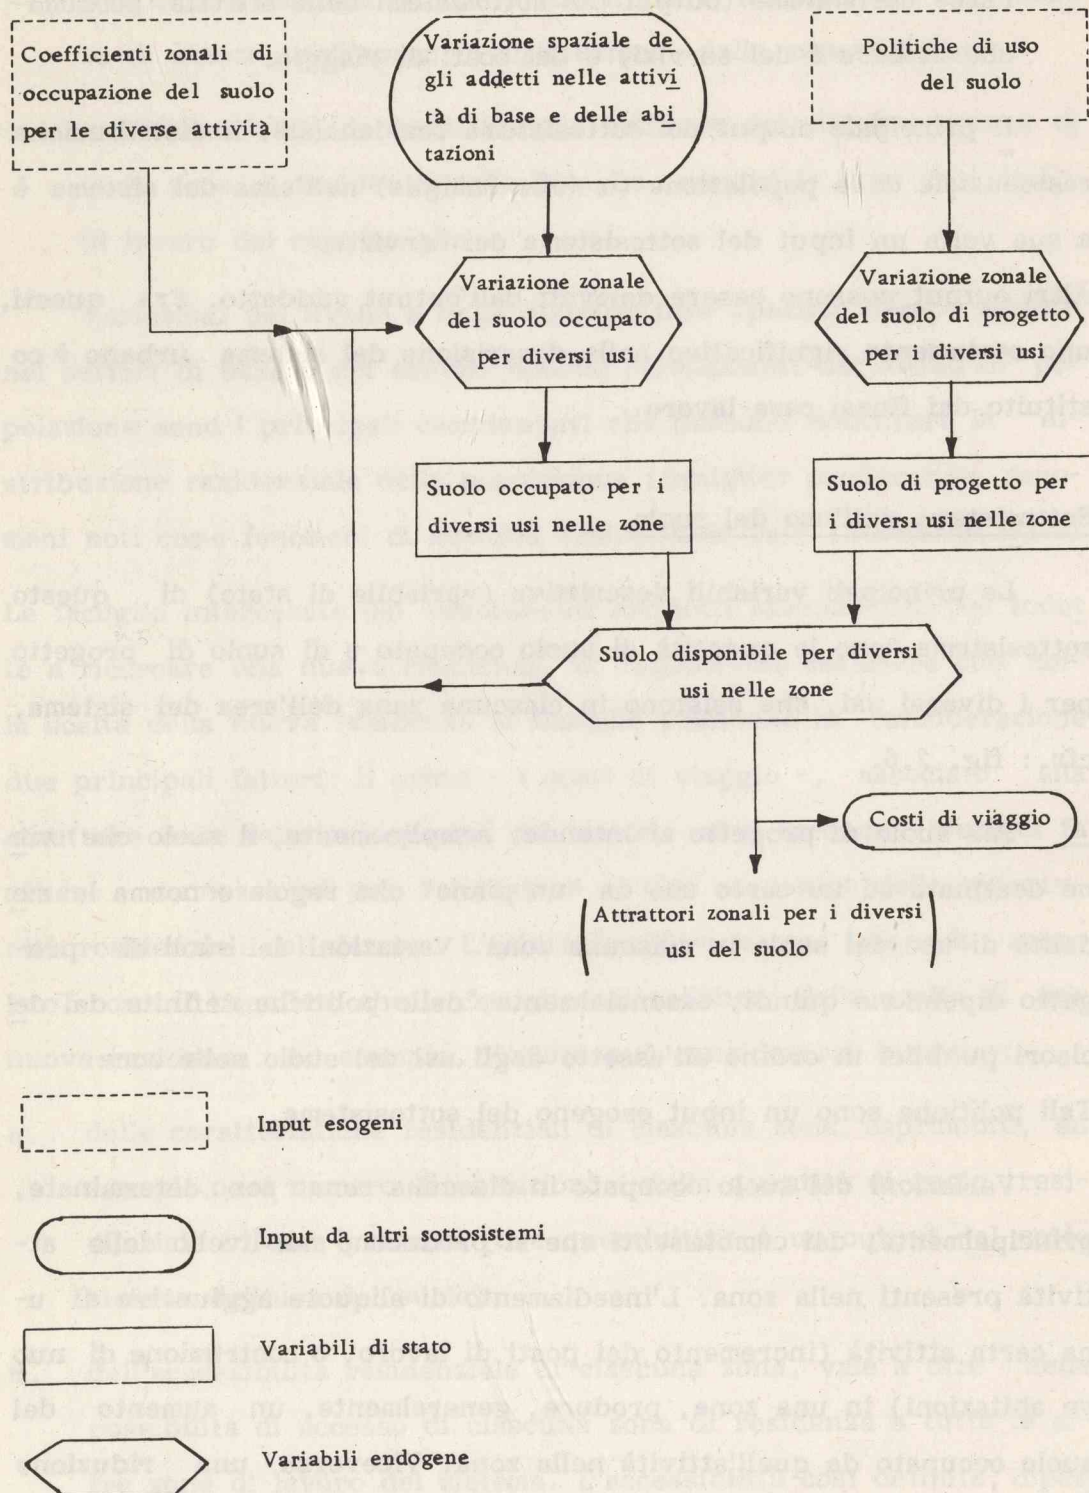 Coefficienti zonali di
occupazione del suolo
per le diverse attività
Variazione spaziale de
gli addetti nelle attivi
tà di base e delle abi
tazioni
Politiche di uso
del suolo
Variazione zonale
del suolo occupato
per diversi usi
Variazione zonale
del suolo di progetto
per i diversi usi
Suolo occupato per i
diversi usi nelle zone
Suolo di progetto per
i diversi usi nelle zone
Suolo disponibile per diversi
usi nelle zone
Costi di viaggio
(Attrattori zonali per i diversi
usi del suolo)
Input esogeni
Input da altri sottosistemi
Variabili di stato
Variabili endogene